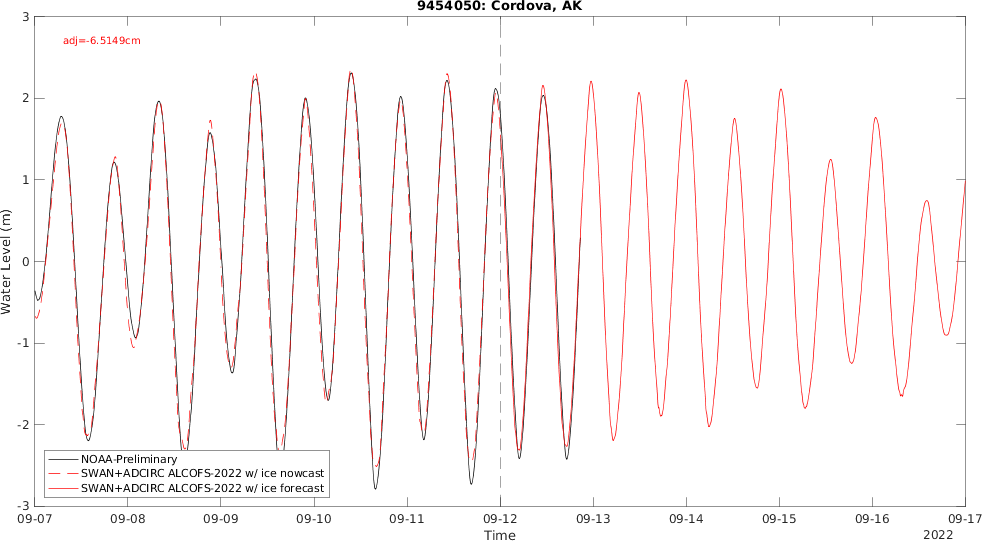 9454050: Cordova, AK
adj=-6.5149cm
3
2
1
0
-1
-2
-3
Water Level (m)
NOAA-Preliminary
SWAN+ADCIRC ALCOFS-2022 w/ ice nowcast
SWAN+ADCIRC ALCOFS-2022 w/ ice forecast
09-07 09-08 09-09 09-10 09-11 09-12 09-13 09-14 09-15 09-16 09-17
Time
2022